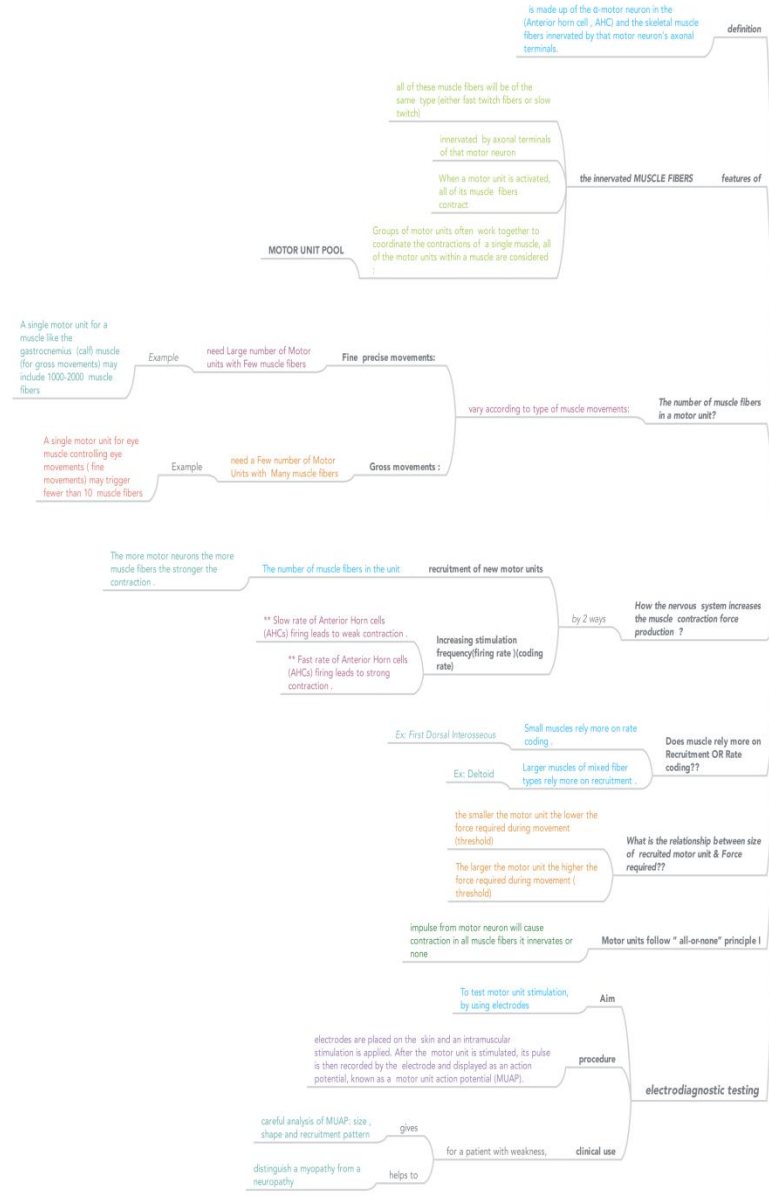 definition
is made up of the α-motor neuron in the
(Anterior horn cell , AHC) and the skeletal muscle
fibers innervated by that motor neuron's axonal
terminals.
features of
the innervated MUSCLE FIBERS
all of these muscle fibers will be of the
same type (either fast twitch fibers or slow
twitch)
innervated by axonal terminals
of that motor neuron
When a motor unit is activated,
all of its muscle fibers
contract
Groups of motor units often work together to
coordinate the contractions of a single muscle, all
of the motor units within a muscle are considered
:
MOTOR UNIT POOL
The number of muscle fibers
in a motor unit?
vary according to type of muscle movements:
Fine precise movements:
need Large number of Motor
units with Few muscle fibers
Example
A single motor unit for a
muscle like the
gastrocnemius (calf) muscle
(for gross movements) may
include 1000-2000 muscle
fibers
Gross movements :
need a Few number of Motor
Units with Many muscle fibers
Example
A single motor unit for eye
muscle controlling eye
movements ( fine
movements) may trigger
fewer than 10 muscle fibers
How the nervous system increases
the muscle contraction force
production ?
by 2 ways
recruitment of new motor units
The number of muscle fibers in the unit
The more motor neurons the more
muscle fibers the stronger the
contraction .
Increasing stimulation
frequency(firing rate )(coding
rate)
** Slow rate of Anterior Horn cells
(AHCs) firing leads to weak contraction .
** Fast rate of Anterior Horn cells
(AHCs) firing leads to strong
contraction .
Does muscle rely more on
Recruitment OR Rate
coding??
Small muscles rely more on rate
coding .
Ex: First Dorsal Interosseous
Larger muscles of mixed fiber
types rely more on recruitment .
Ex: Deltoid
What is the relationship between size
of recruited motor unit & Force
required??
the smaller the motor unit the lower the
force required during movement
(threshold)
The larger the motor unit the higher the
force required during movement (
threshold)
Motor units follow " all-or-none" principle !
impulse from motor neuron will cause
contraction in all muscle fibers it innervates or
none
electrodiagnostic testing
Aim
To test motor unit stimulation,
by using electrodes
procedure
electrodes are placed on the skin and an intramuscular
stimulation is applied. After the motor unit is stimulated, its pulse
is then recorded by the electrode and displayed as an action
potential, known as a motor unit action potential (MUAP).
clinical use
for a patient with weakness,
gives
careful analysis of MUAP: size ,
shape and recruitment pattern
helps to
distinguish a myopathy from a
neuropathy